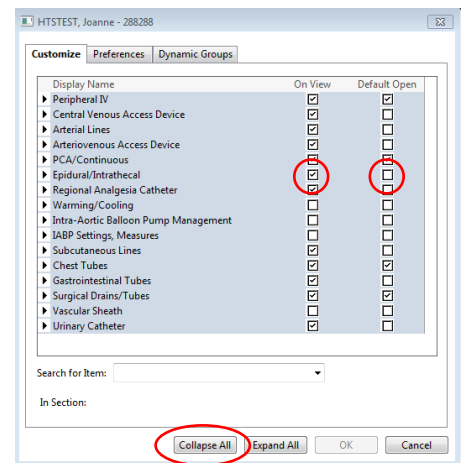 HTSTEST, Joanne - 288288
Customize Preferences Dynamic Groups
Display Name On View Default Open
Peripheral IV
Central Venous Access Device
Arterial Lines
Arteriovenous Access Device
PCA/Continuous
Epidural/Intrathecal
Regional Analgesia Catheter
Warming/Cooling
Intra-Aortic Balloon Pump Management
IABP Settings, Measures
Subcutaneous Lines
Chest Tubes
Gastrointestinal Tubes
Surgical Drains/Tubes
Vascular Sheath
Urinary Catheter
Search for Item:
In Section:
Collapse All Expand All OK Cancel